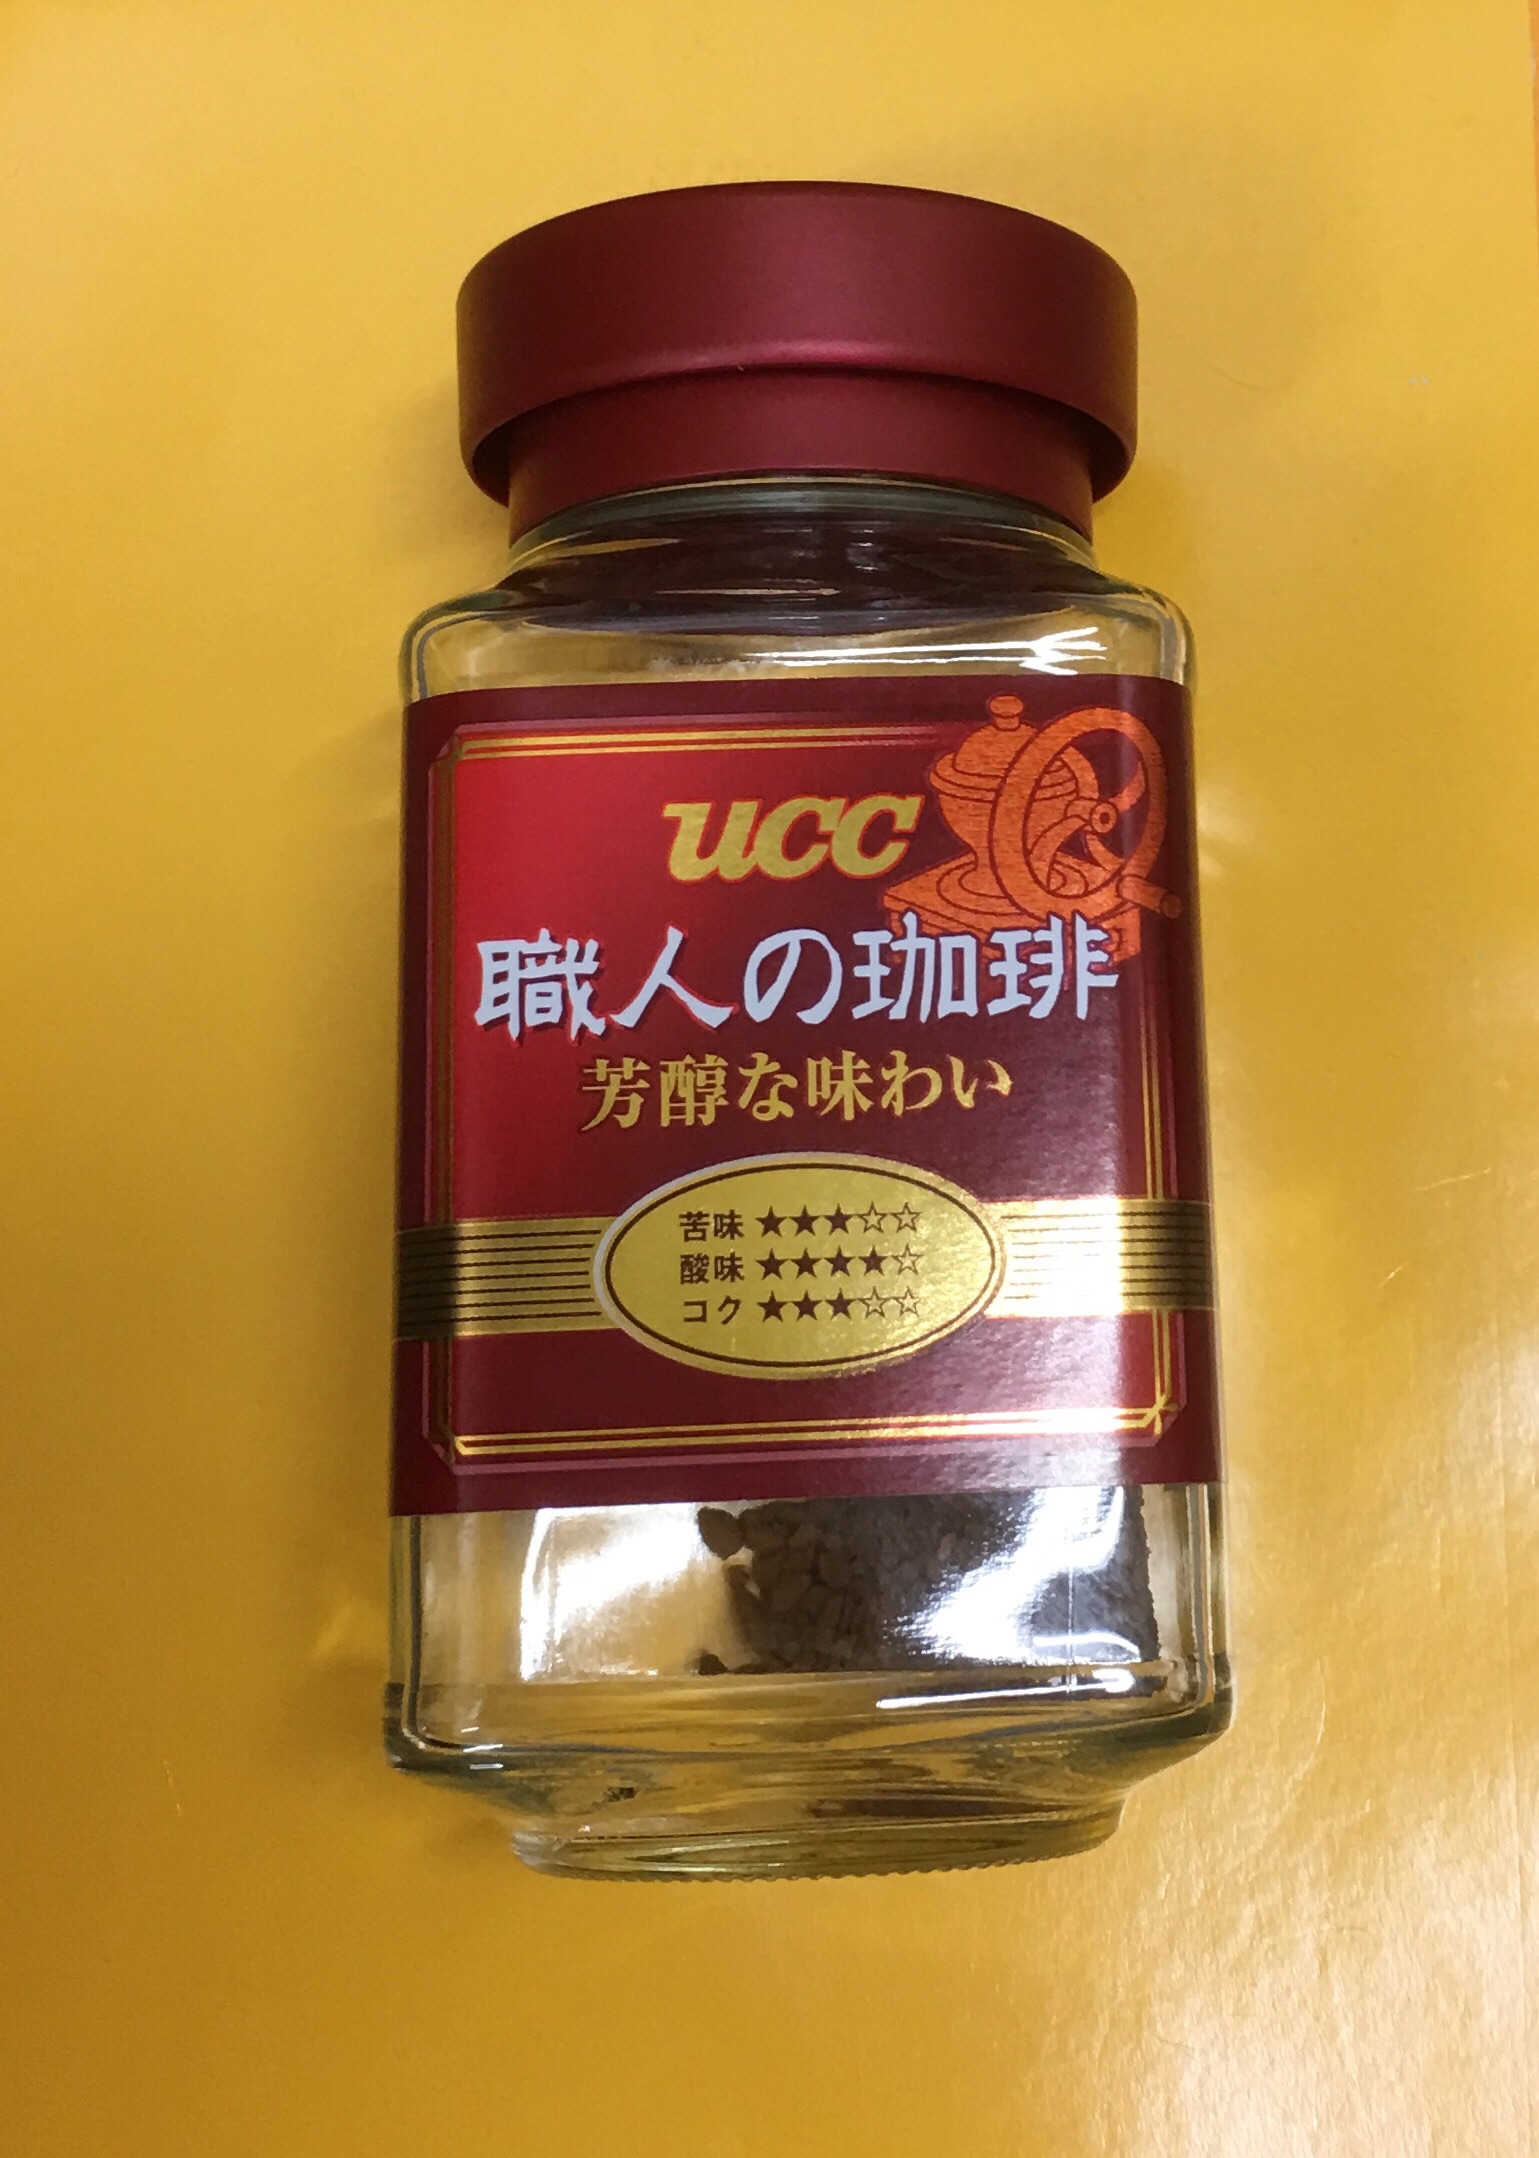 UCC
職人の珈琲
芳醇な味わい
苦味 ★★★☆☆
酸味 ★★★★☆
コク ★★★☆☆